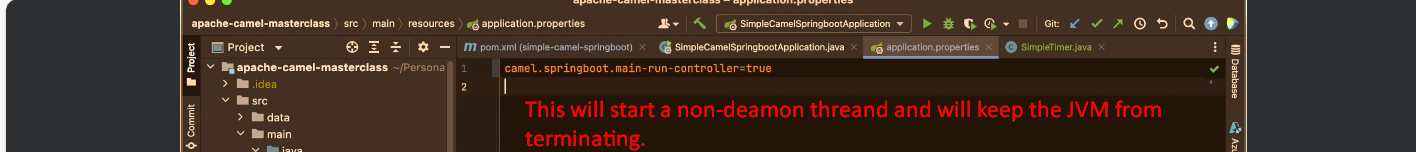 apache-camel-masterclass – application.properties
apache-camel-masterclass › src › main › resources › application.properties SimpleCamelSpringbootApplication Git:
Project Project pom.xml (simple-camel-springboot) SimpleCamelSpringbootApplication.java application.properties SimpleTimer.java Database
apache-camel-masterclass ~/Persona 1 camel.springboot.main-run-controller=true
.idea 2
src
This will start a non-deamon threand and will keep the JVM from
data
Commit main terminating.
java